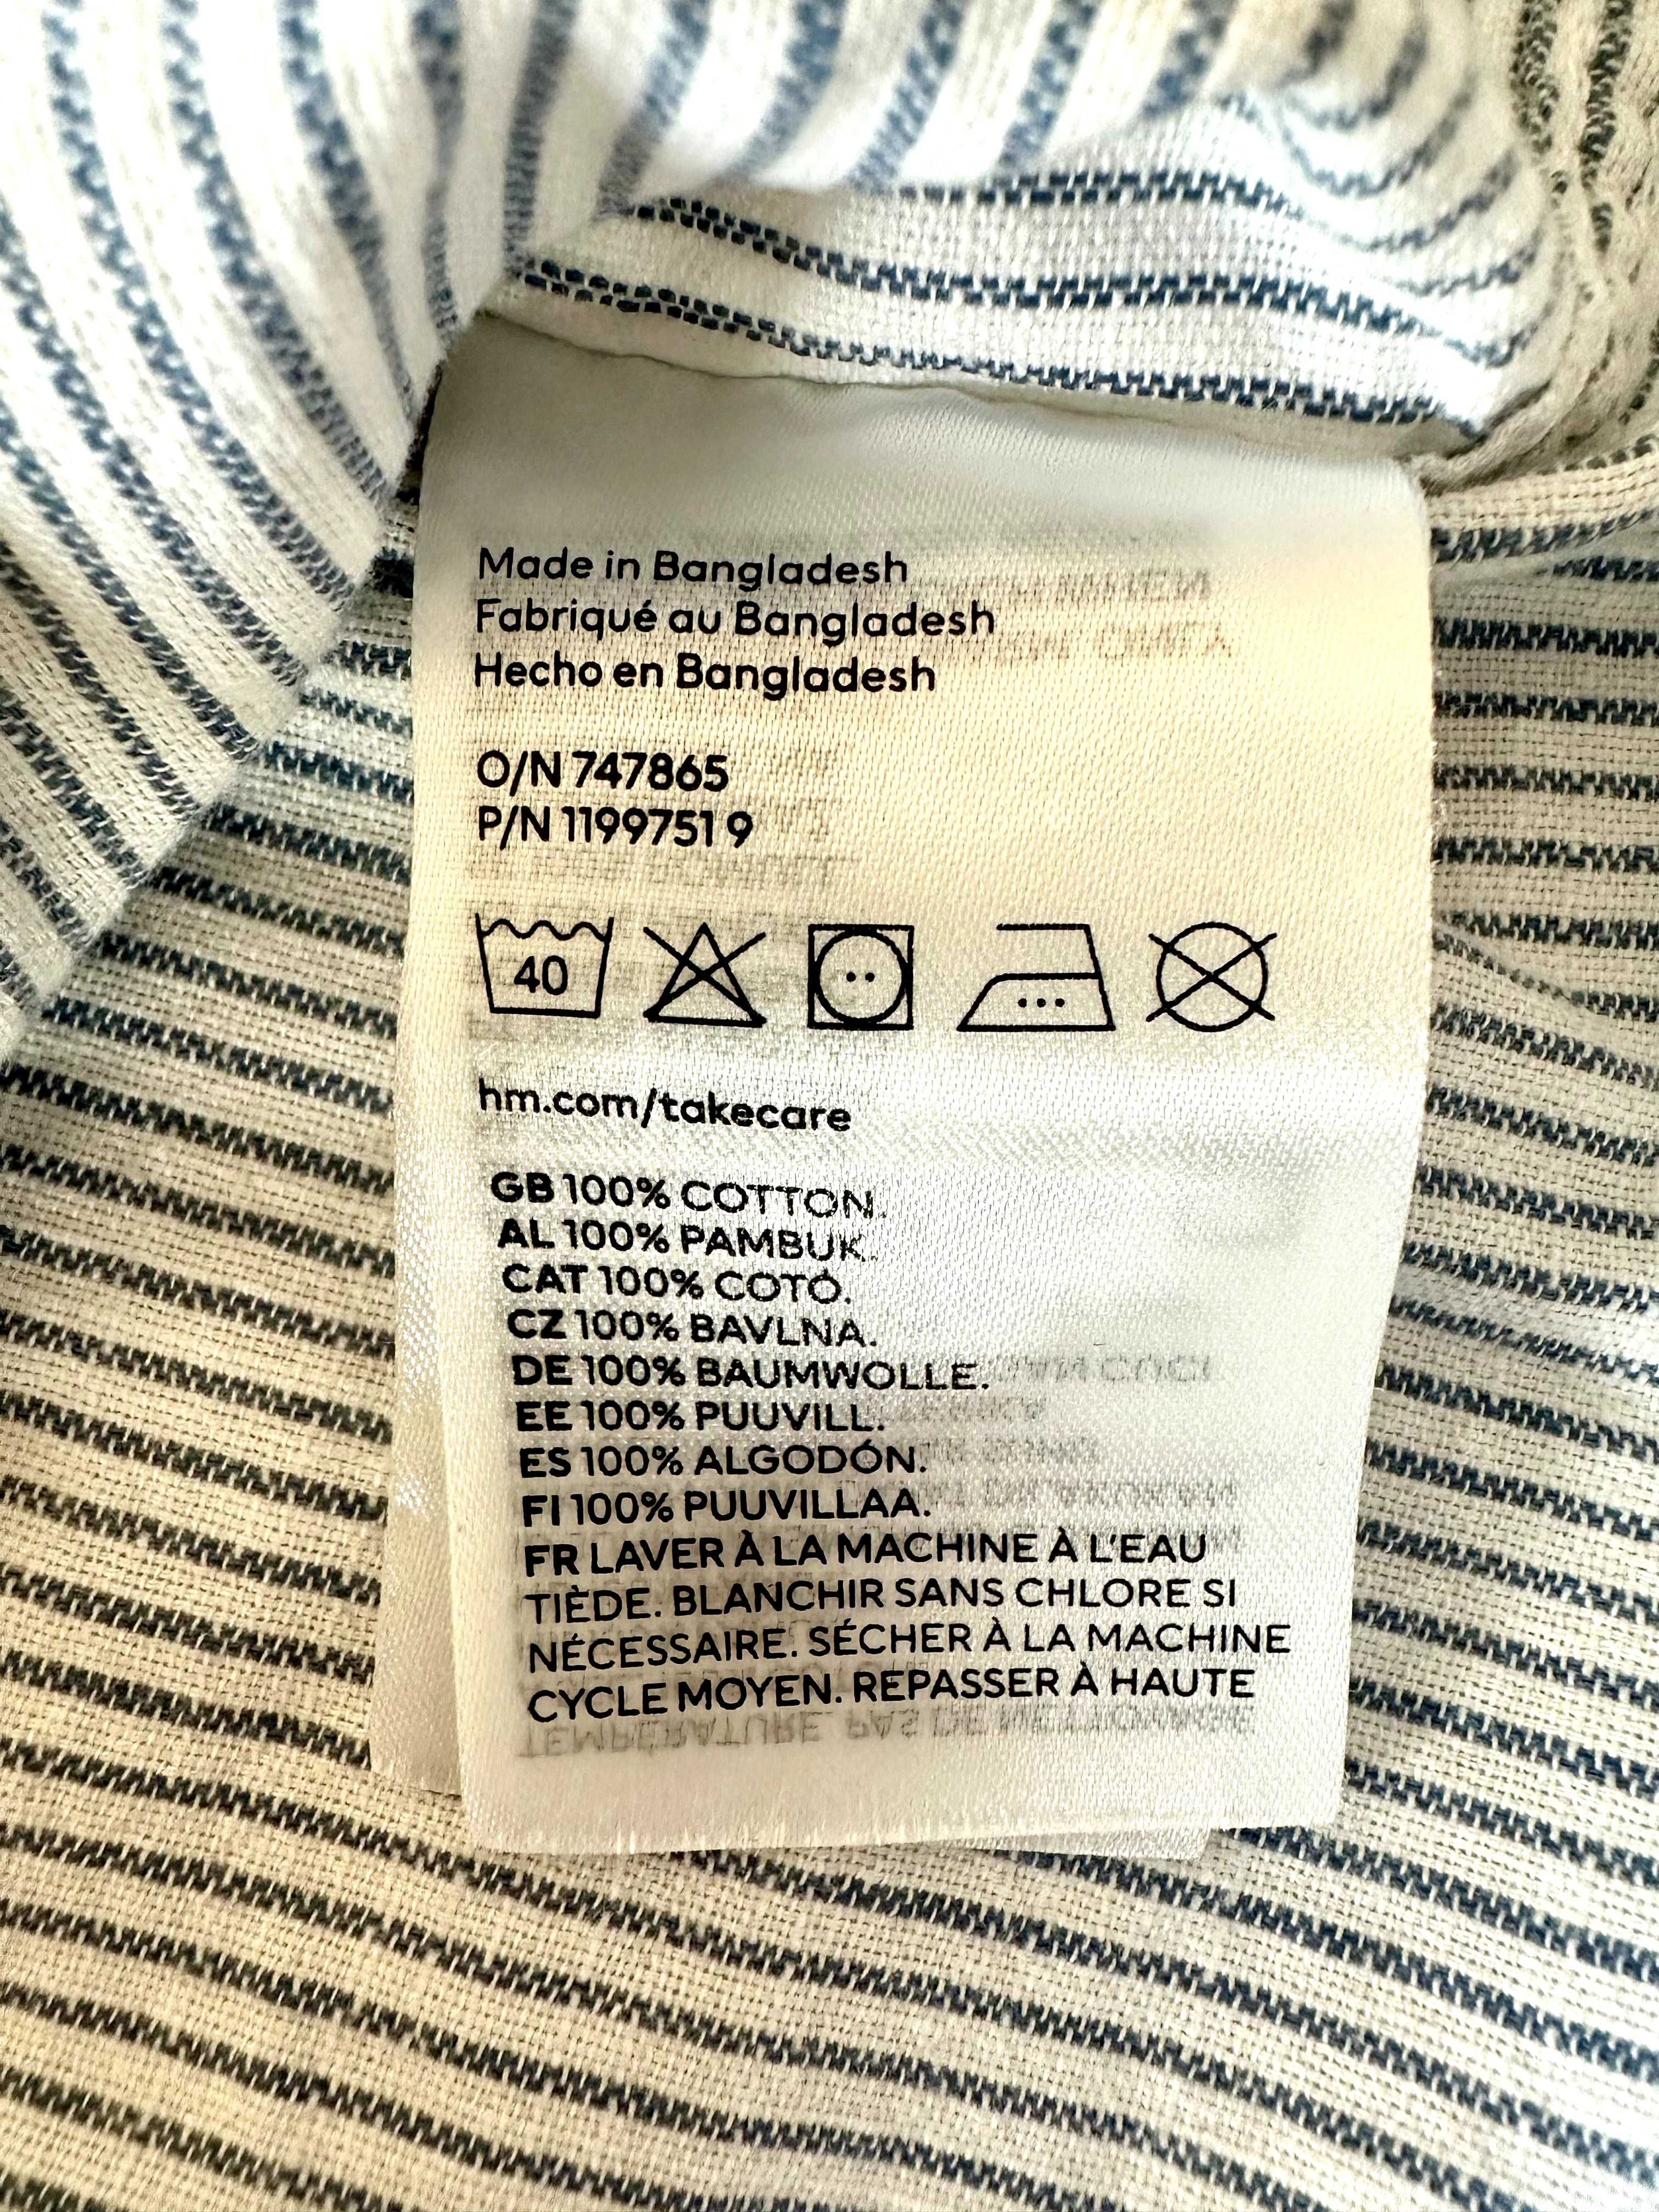 Made in Bangladesh
Fabriqué au Bangladesh
Hecho en Bangladesh
O/N 747865
P/N 1199751 9
40
hm.com/takecare
GB 100% COTTON.
AL 100% PAMBUK.
CAT 100% COTÓ.
CZ 100% BAVLNA.
DE 100% BAUMWOLLE.
EE 100% PUUVILL.
ES 100% ALGODÓN.
FI 100% PUUVILLAA.
FR LAVER À LA MACHINE À L'EAU
TIÈDE. BLANCHIR SANS CHLORE SI
NÉCESSAIRE. SÉCHER À LA MACHINE
CYCLE MOYEN. REPASSER À HAUTE